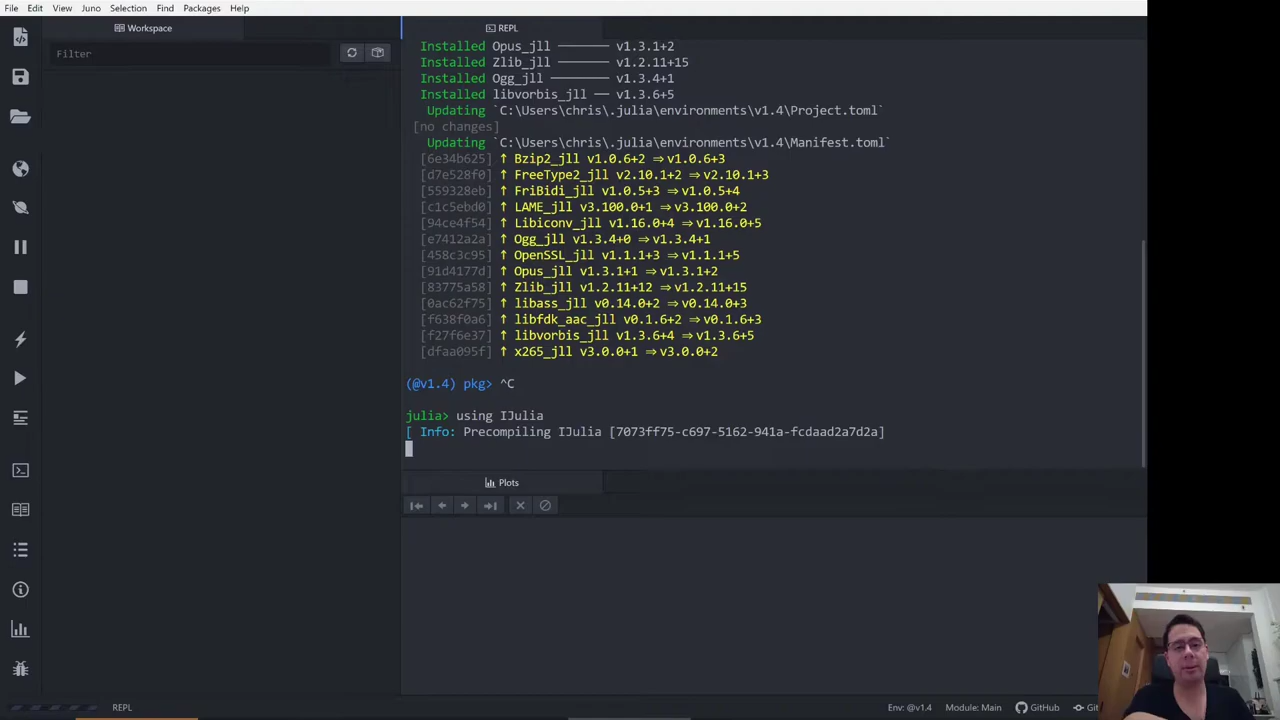 File Edit View Juno Selection Find Packages Help
Workspace
REPL
Filter
Installed Opus_jll ─────── v1.3.1+2
Installed Zlib_jll ─────── v1.2.11+15
Installed Ogg_jll ──────── v1.3.4+1
Installed libvorbis_jll ── v1.3.6+5
Updating `C:\Users\chris\.julia\environments\v1.4\Project.toml`
[no changes]
Updating `C:\Users\chris\.julia\environments\v1.4\Manifest.toml`
[6e34b625] ↑ Bzip2_jll v1.0.6+2 ⇒ v1.0.6+3
[d7e528f0] ↑ FreeType2_jll v2.10.1+2 ⇒ v2.10.1+3
[559328eb] ↑ FriBidi_jll v1.0.5+3 ⇒ v1.0.5+4
[c1c5ebd0] ↑ LAME_jll v3.100.0+1 ⇒ v3.100.0+2
[94ce4f54] ↑ Libiconv_jll v1.16.0+4 ⇒ v1.16.0+5
[e7412a2a] ↑ Ogg_jll v1.3.4+0 ⇒ v1.3.4+1
[458c3c95] ↑ OpenSSL_jll v1.1.1+3 ⇒ v1.1.1+5
[91d4177d] ↑ Opus_jll v1.3.1+1 ⇒ v1.3.1+2
[83775a58] ↑ Zlib_jll v1.2.11+12 ⇒ v1.2.11+15
[0ac62f75] ↑ libass_jll v0.14.0+2 ⇒ v0.14.0+3
[f638f0a6] ↑ libfdk_aac_jll v0.1.6+2 ⇒ v0.1.6+3
[f27f6e37] ↑ libvorbis_jll v1.3.6+4 ⇒ v1.3.6+5
[dfaa095f] ↑ x265_jll v3.0.0+1 ⇒ v3.0.0+2
(@v1.4) pkg> ^C
julia> using IJulia
[ Info: Precompiling IJulia [7073ff75-c697-5162-941a-fcdaad2a7d2a]
Plots
REPL
Env: @v1.4 Module: Main GitHub Git